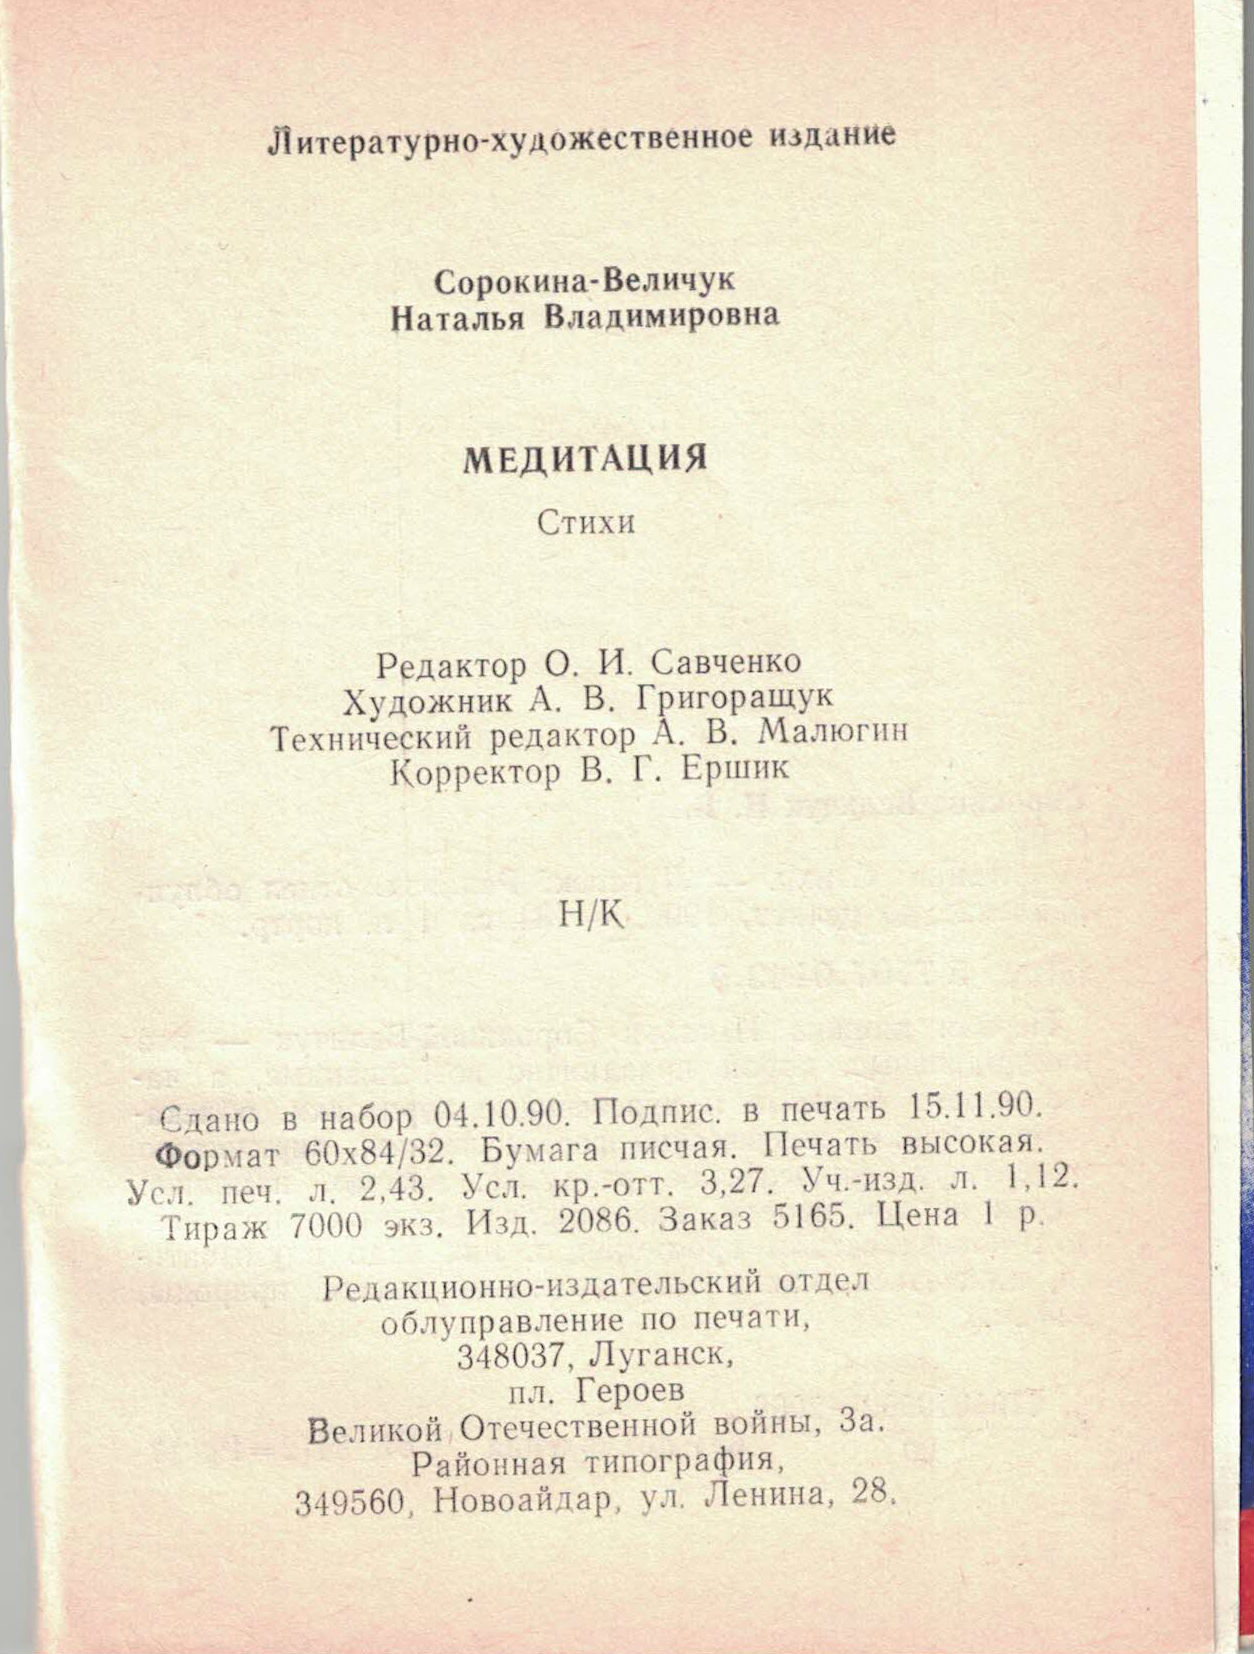 Литературно-художественное издание
Сорокина-Величук
Наталья Владимировна
МЕДИТАЦИЯ
Стихи
Редактор О. И. Савченко
Художник А. В. Григоращук
Технический редактор А. В. Малюгин
Корректор В. Г. Ершик
Н/К
Сдано в набор 04.10.90. Подпис. в печать 15.11.90.
Формат 60х84/32. Бумага писчая. Печать высокая.
Усл. печ. л. 2,43. Усл. кр.-отт. 3,27. Уч.-изд. л. 1,12.
Тираж 7000 экз. Изд. 2086. Заказ 5165. Цена 1 р.
Редакционно-издательский отдел
облуправление по печати,
348037, Луганск,
пл. Героев
Великой Отечественной войны, 3а.
Районная типография,
349560, Новоайдар, ул. Ленина, 28.